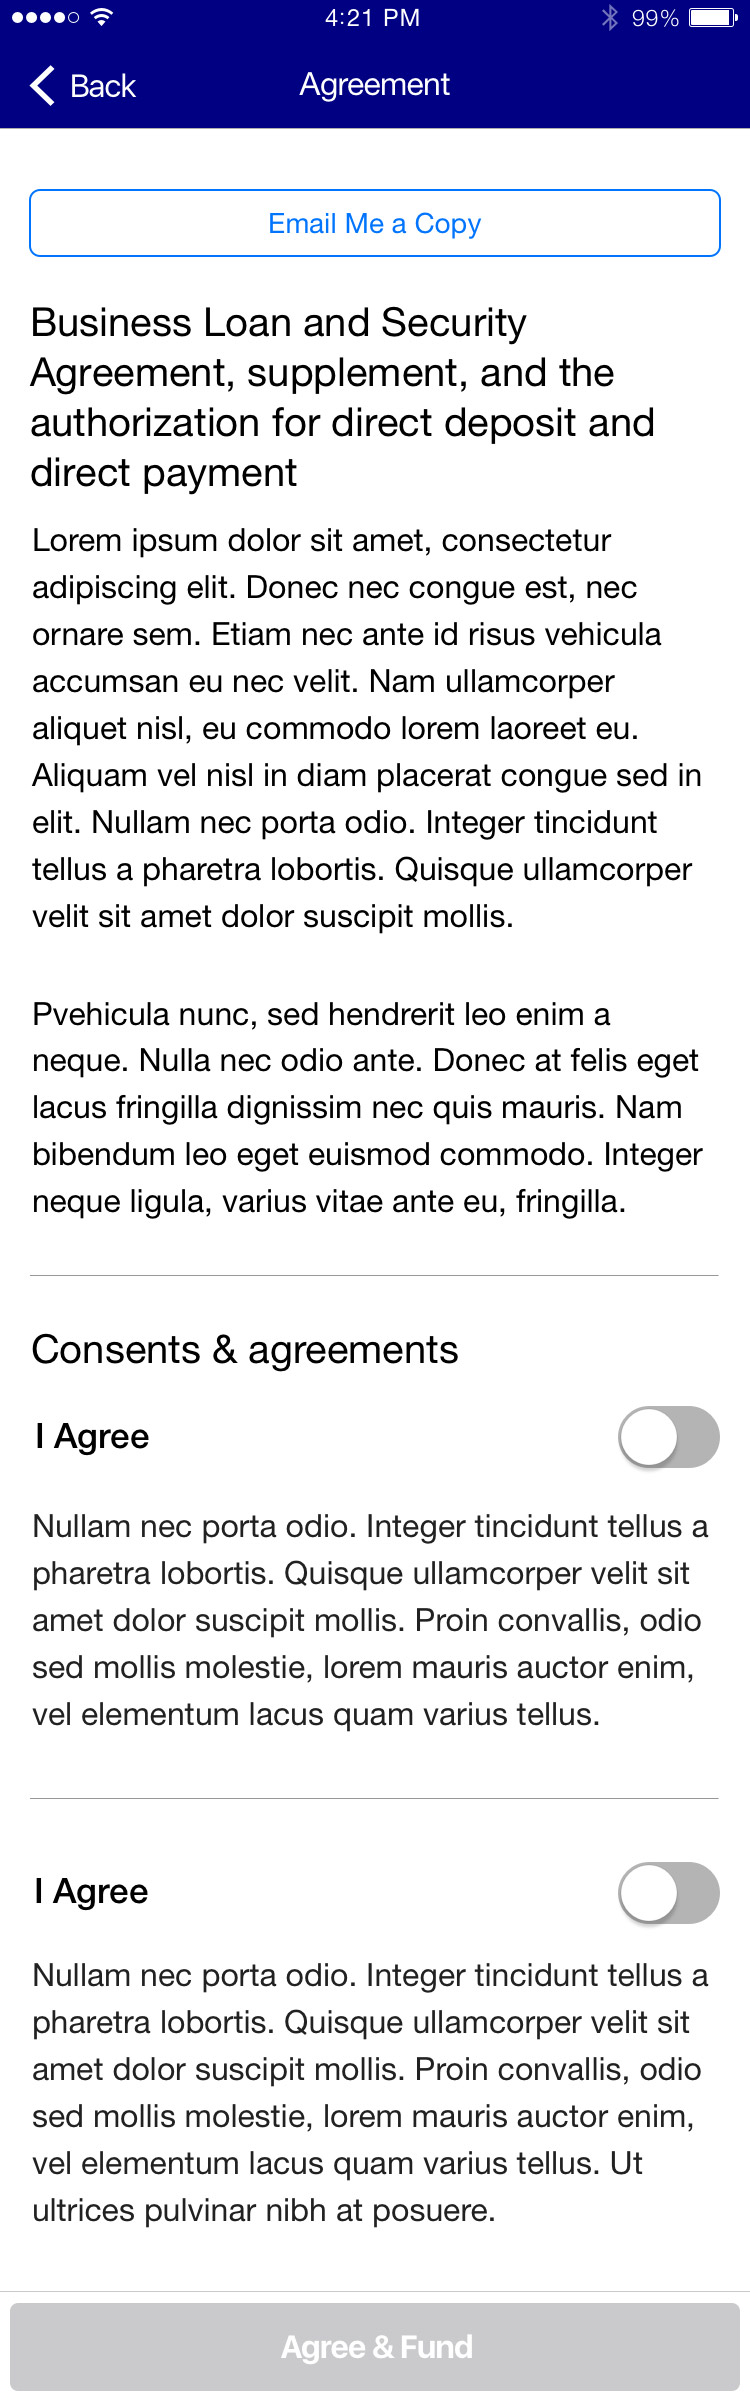 4:21 PM
99%
Back
Agreement
Email Me a Copy
Business Loan and Security
Agreement, supplement, and the
authorization for direct deposit and
direct payment
Lorem ipsum dolor sit amet, consectetur
adipiscing elit. Donec nec congue est, nec
ornare sem. Etiam nec ante id risus vehicula
accumsan eu nec velit. Nam ullamcorper
aliquet nisl, eu commodo lorem laoreet eu.
Aliquam vel nisl in diam placerat congue sed in
elit. Nullam nec porta odio. Integer tincidunt
tellus a pharetra lobortis. Quisque ullamcorper
velit sit amet dolor suscipit mollis.
Pvehicula nunc, sed hendrerit leo enim a
neque. Nulla nec odio ante. Donec at felis eget
lacus fringilla dignissim nec quis mauris. Nam
bibendum leo eget euismod commodo. Integer
neque ligula, varius vitae ante eu, fringilla.
Consents & agreements
I Agree
Nullam nec porta odio. Integer tincidunt tellus a
pharetra lobortis. Quisque ullamcorper velit sit
amet dolor suscipit mollis. Proin convallis, odio
sed mollis molestie, lorem mauris auctor enim,
vel elementum lacus quam varius tellus.
I Agree
Nullam nec porta odio. Integer tincidunt tellus a
pharetra lobortis. Quisque ullamcorper velit sit
amet dolor suscipit mollis. Proin convallis, odio
sed mollis molestie, lorem mauris auctor enim,
vel elementum lacus quam varius tellus. Ut
ultrices pulvinar nibh at posuere.
Agree & Fund